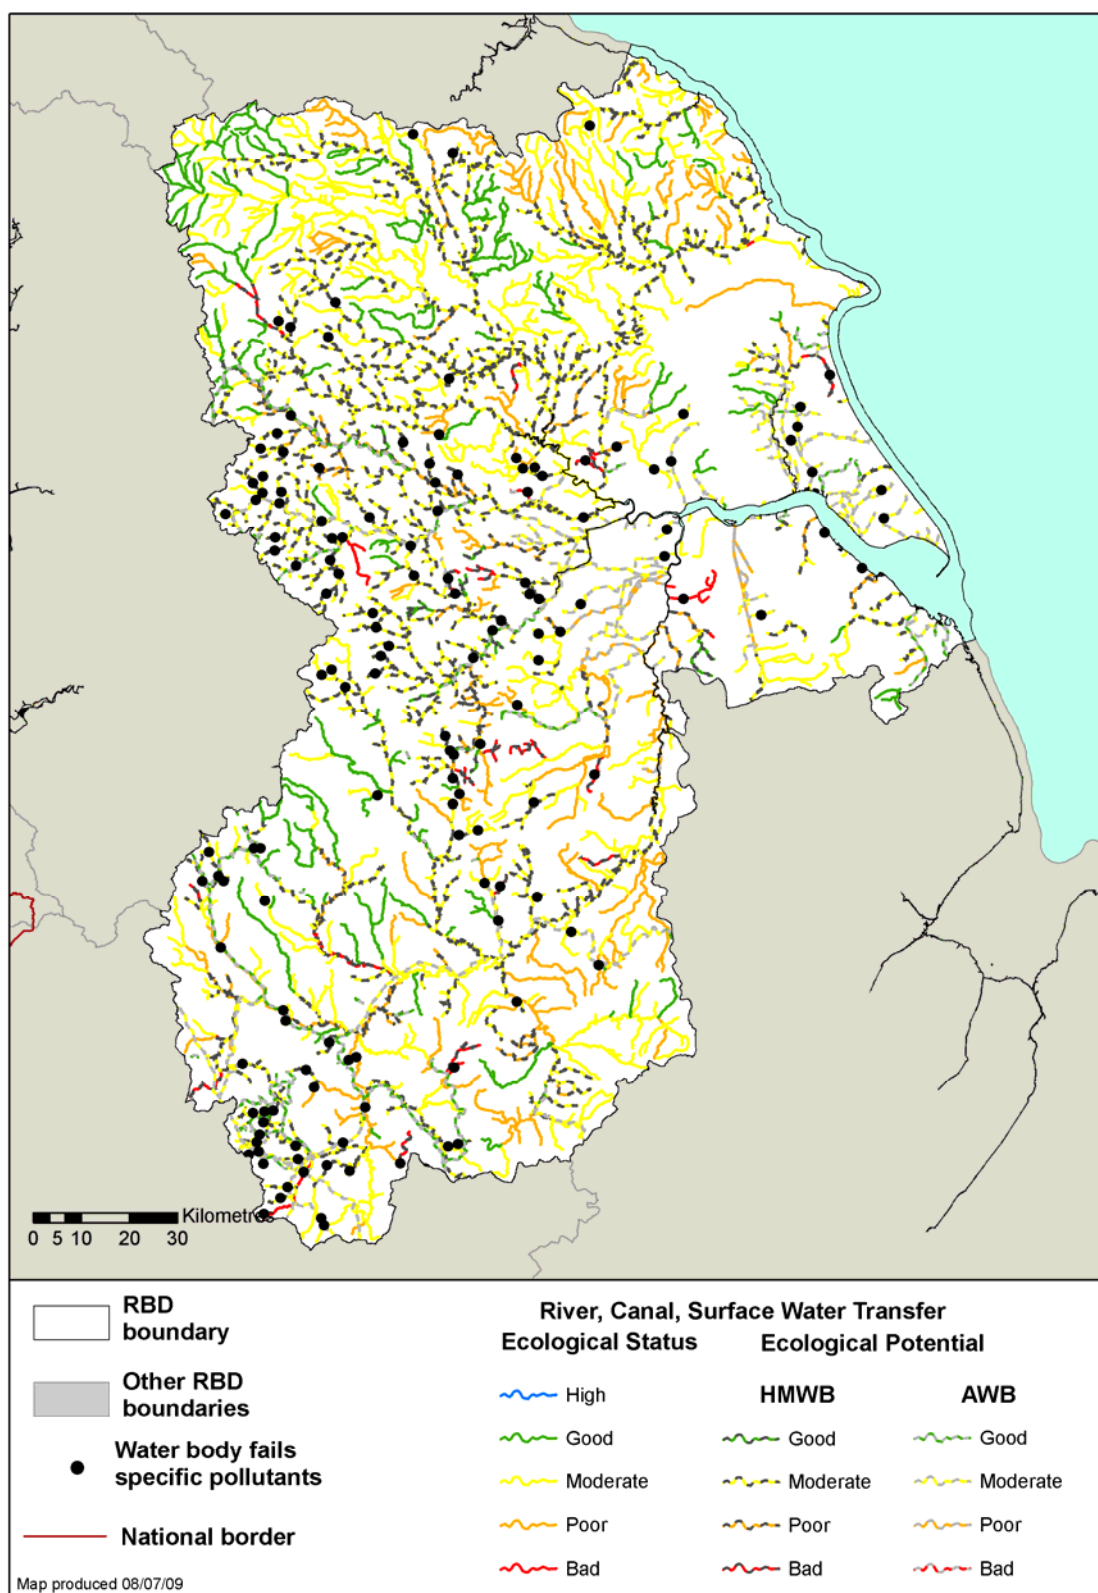 Kilometres
0 5 10 20 30
RBD
boundary
Other RBD
boundaries
Water body fails
specific pollutants
National border
Map produced 08/07/09
River, Canal, Surface Water Transfer
Ecological Status Ecological Potential
High HMWB AWB
Good Good Good
Moderate Moderate Moderate
Poor Poor Poor
Bad Bad Bad